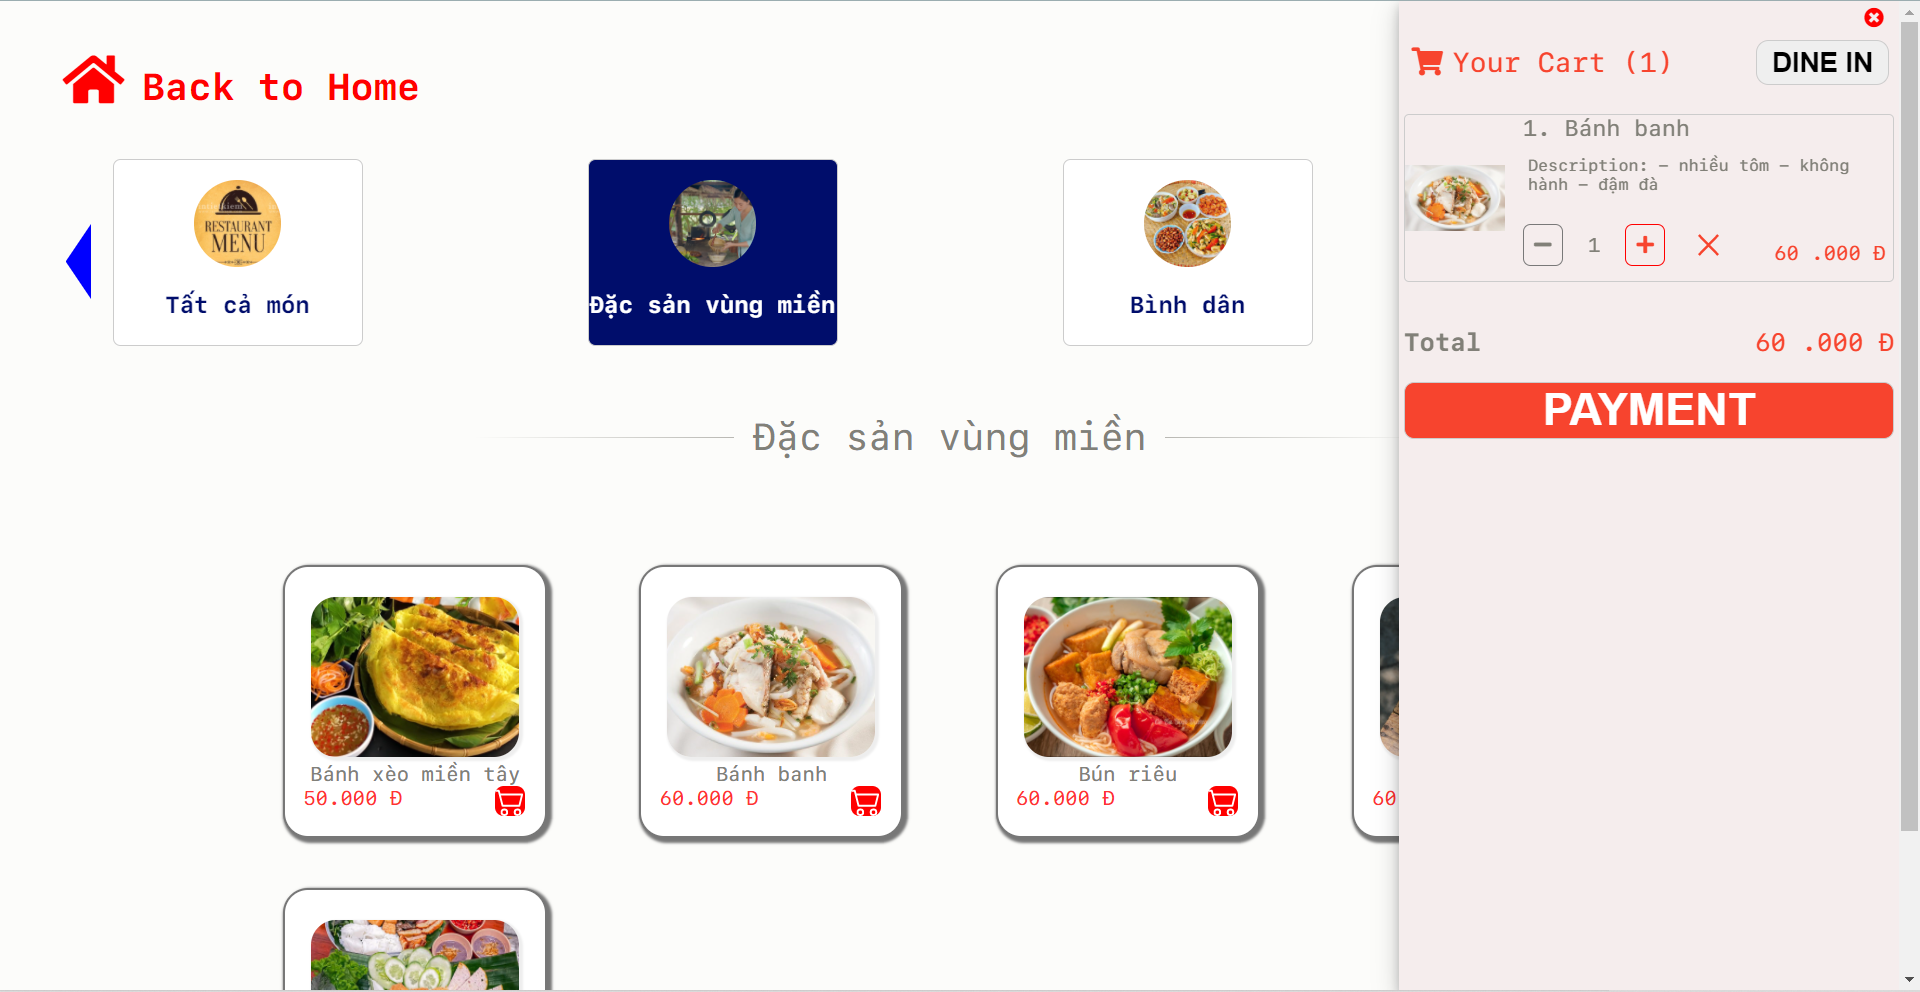 Back to Home
Your Cart (1)
DINE IN
1. Bánh banh
Description: – nhiều tôm – không
hành – đậm đà
1
60 .000 Đ
RESTAURANT
MENU
Tất cả món
Đặc sản vùng miền
Bình dân
Total
60 .000 Đ
PAYMENT
Đặc sản vùng miền
Bánh xèo miền tây
50.000 Đ
Bánh banh
60.000 Đ
Bún riêu
60.000 Đ
60